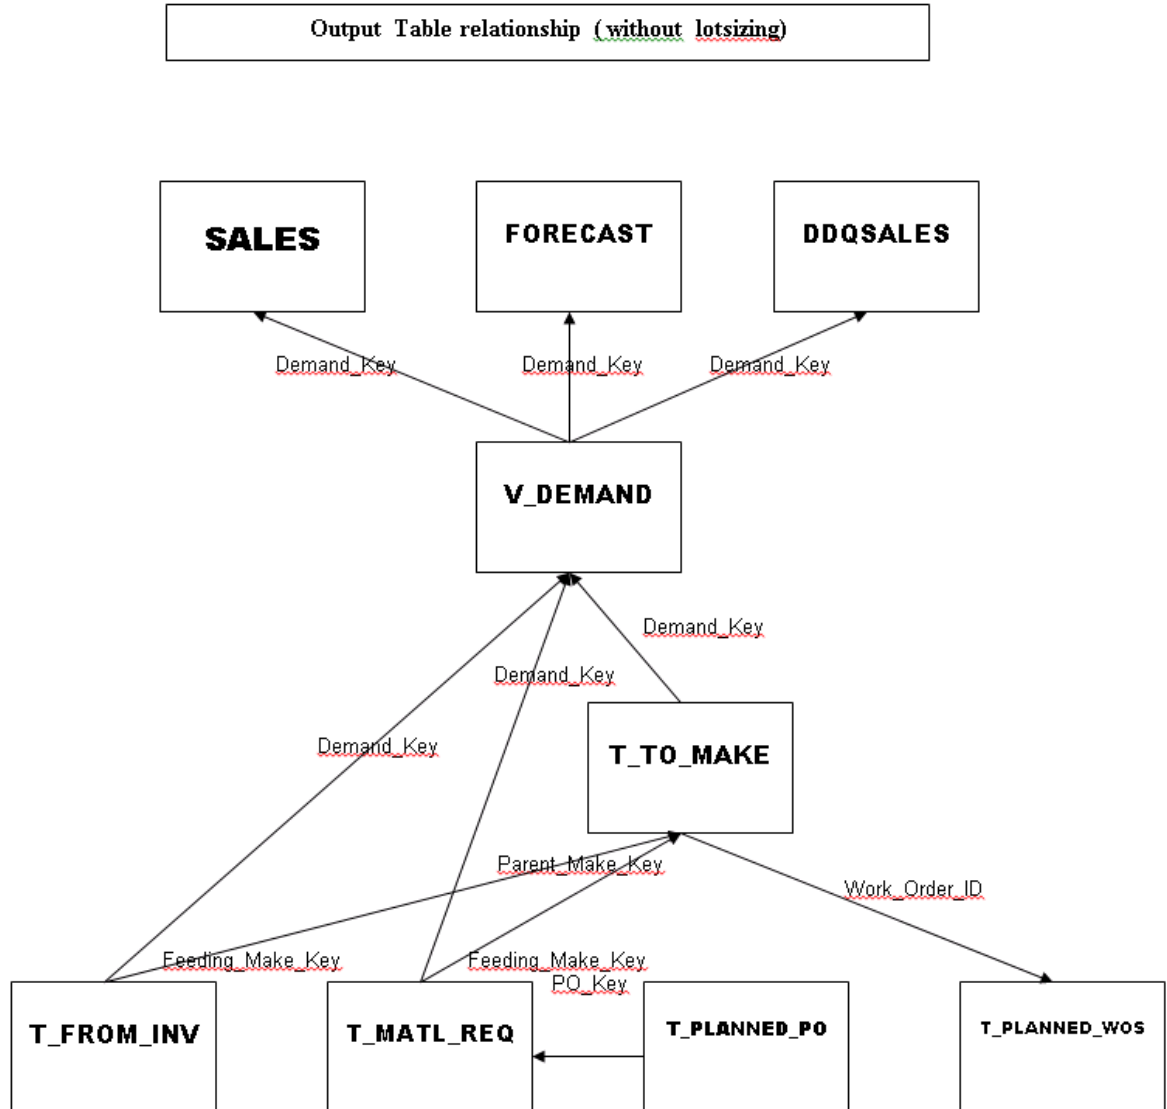 Output Table relationship (without lotsizing)
SALES
FORECAST
DDQSALES
Demand_Key
Demand_Key
Demand_Key
V_DEMAND
Demand_Key
Demand_Key
Demand_Key
T_TO_MAKE
Parent_Make_Key
Work_Order_ID
Feeding_Make_Key
Feeding_Make_Key
PO_Key
T_FROM_INV
T_MATL_REQ
T_PLANNED_PO
T_PLANNED_WOS